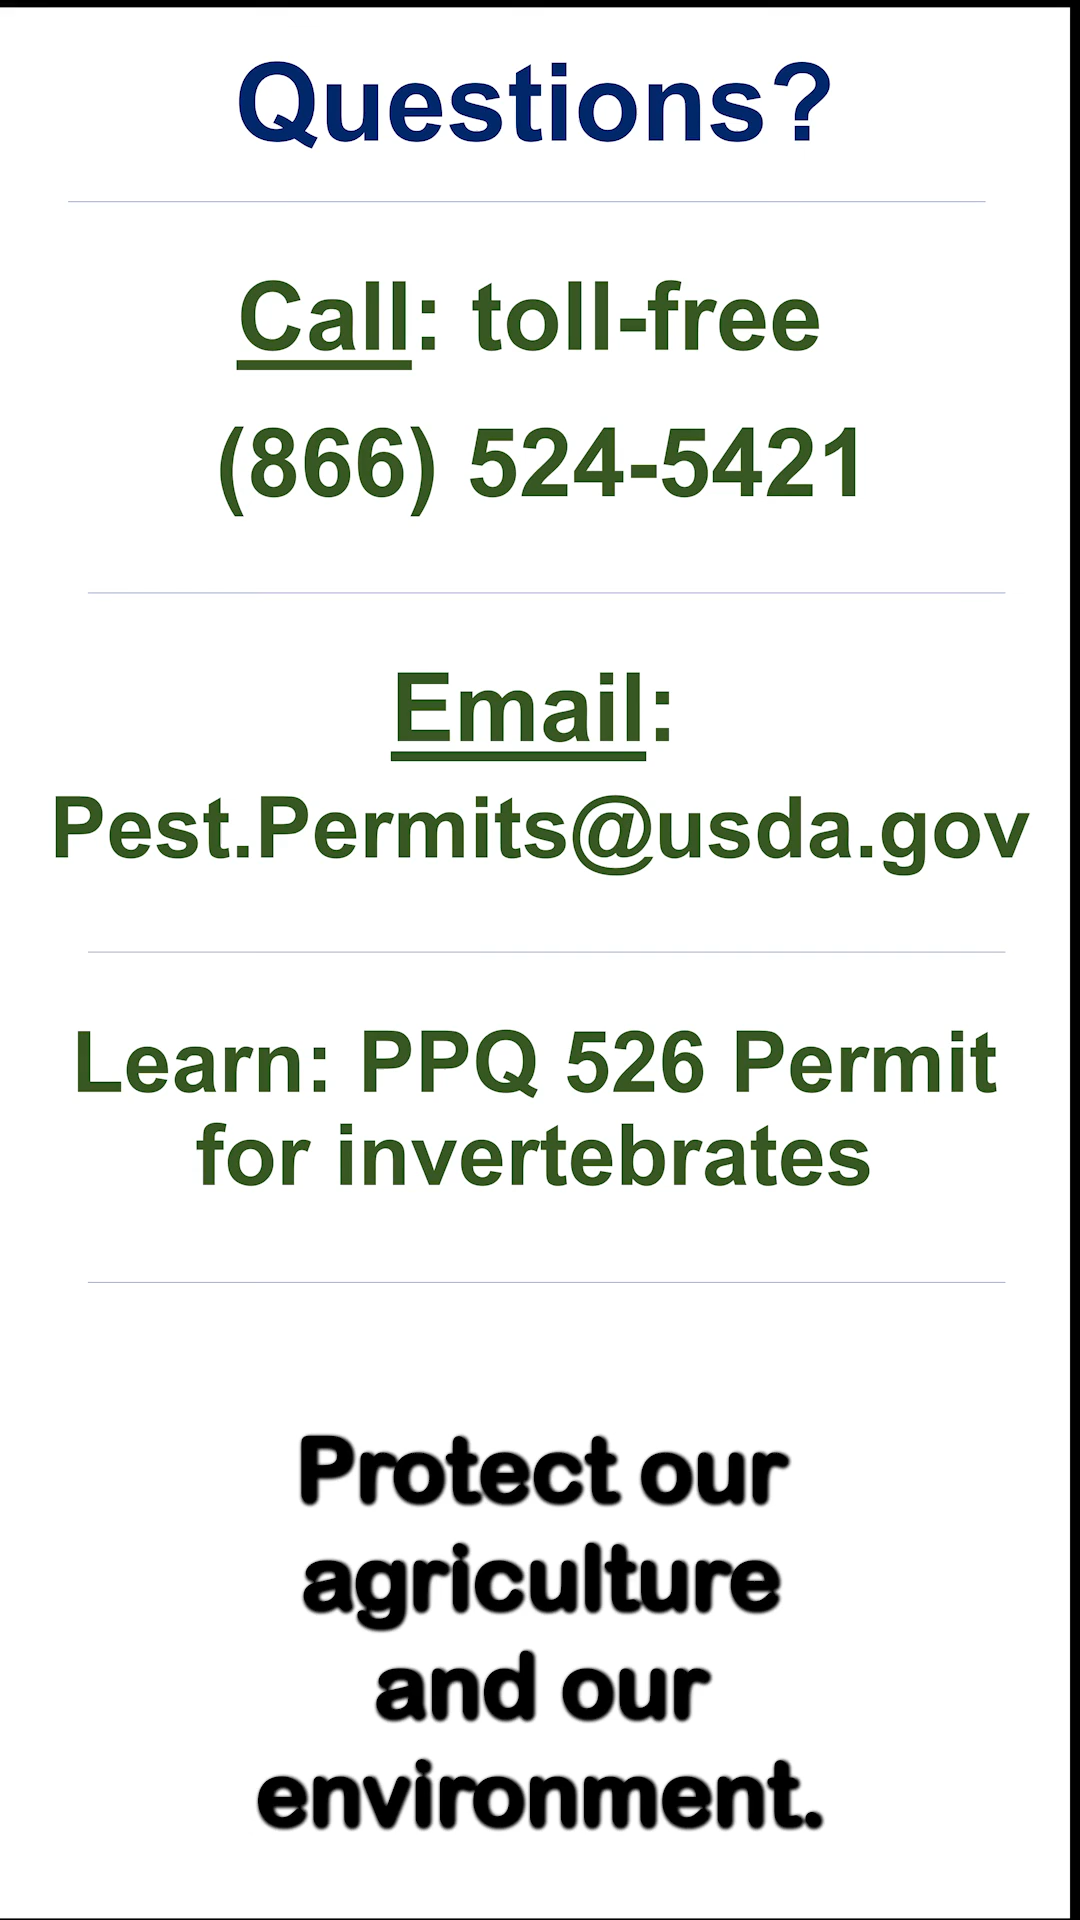 Questions?
Call: toll-free
(866) 524-5421
Email:
Pest.Permits@usda.gov
Learn: PPQ 526 Permit
for invertebrates
Protect our
agriculture
and our
environment.